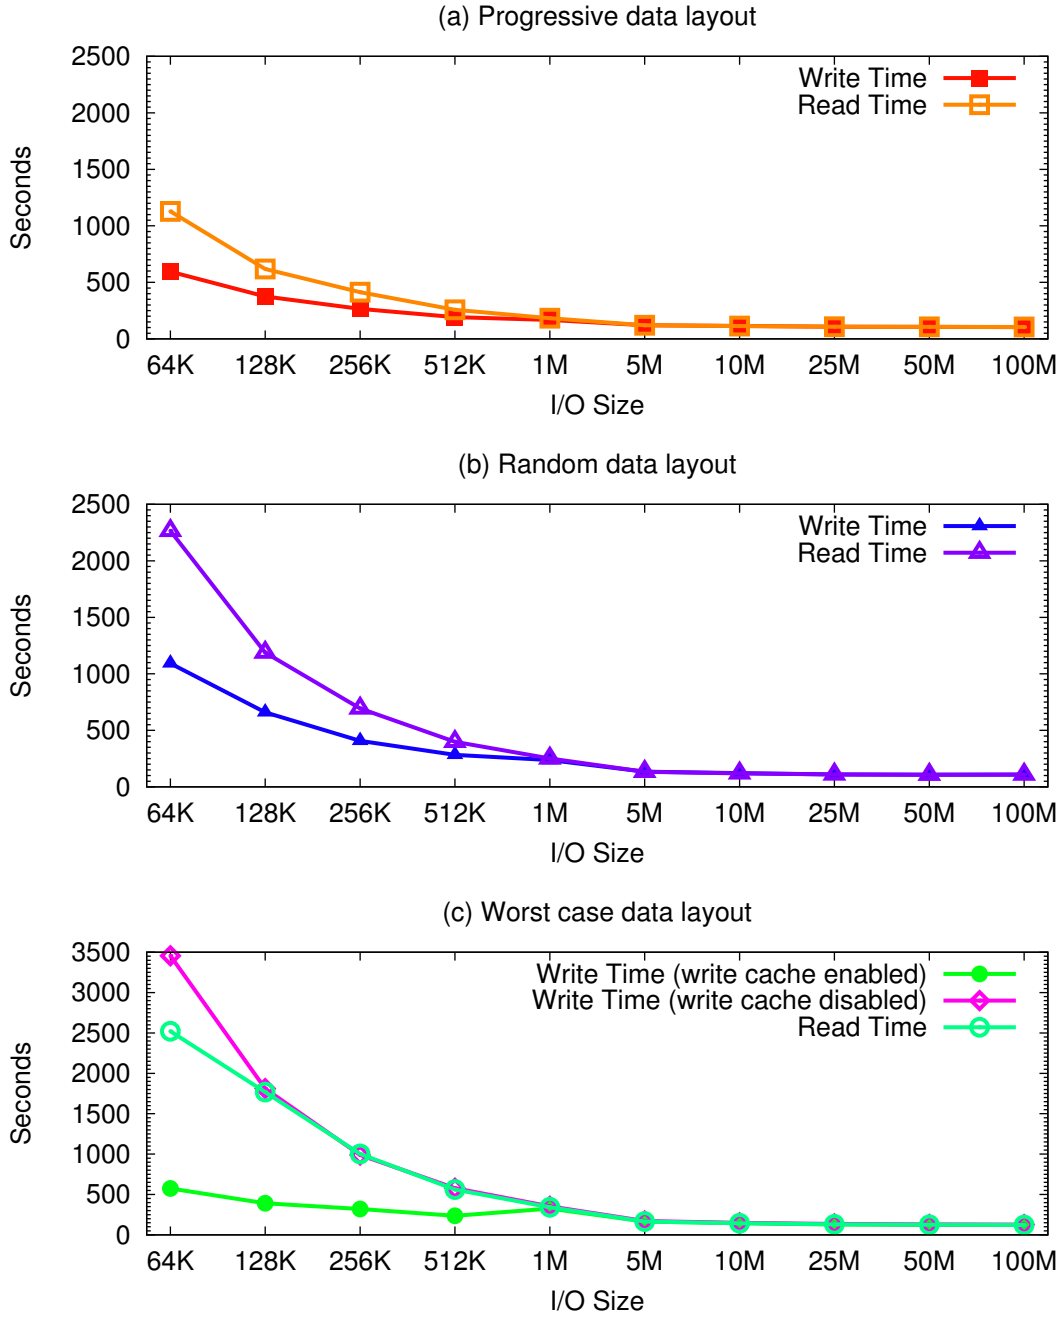 (a) Progressive data layout
2500
2000
1500
1000
500
0
Seconds
Write Time
Read Time
64K 128K 256K 512K 1M 5M 10M 25M 50M 100M
I/O Size
(b) Random data layout
2500
2000
1500
1000
500
0
Seconds
Write Time
Read Time
64K 128K 256K 512K 1M 5M 10M 25M 50M 100M
I/O Size
(c) Worst case data layout
3500
3000
2500
2000
1500
1000
500
0
Seconds
Write Time (write cache enabled)
Write Time (write cache disabled)
Read Time
64K 128K 256K 512K 1M 5M 10M 25M 50M 100M
I/O Size